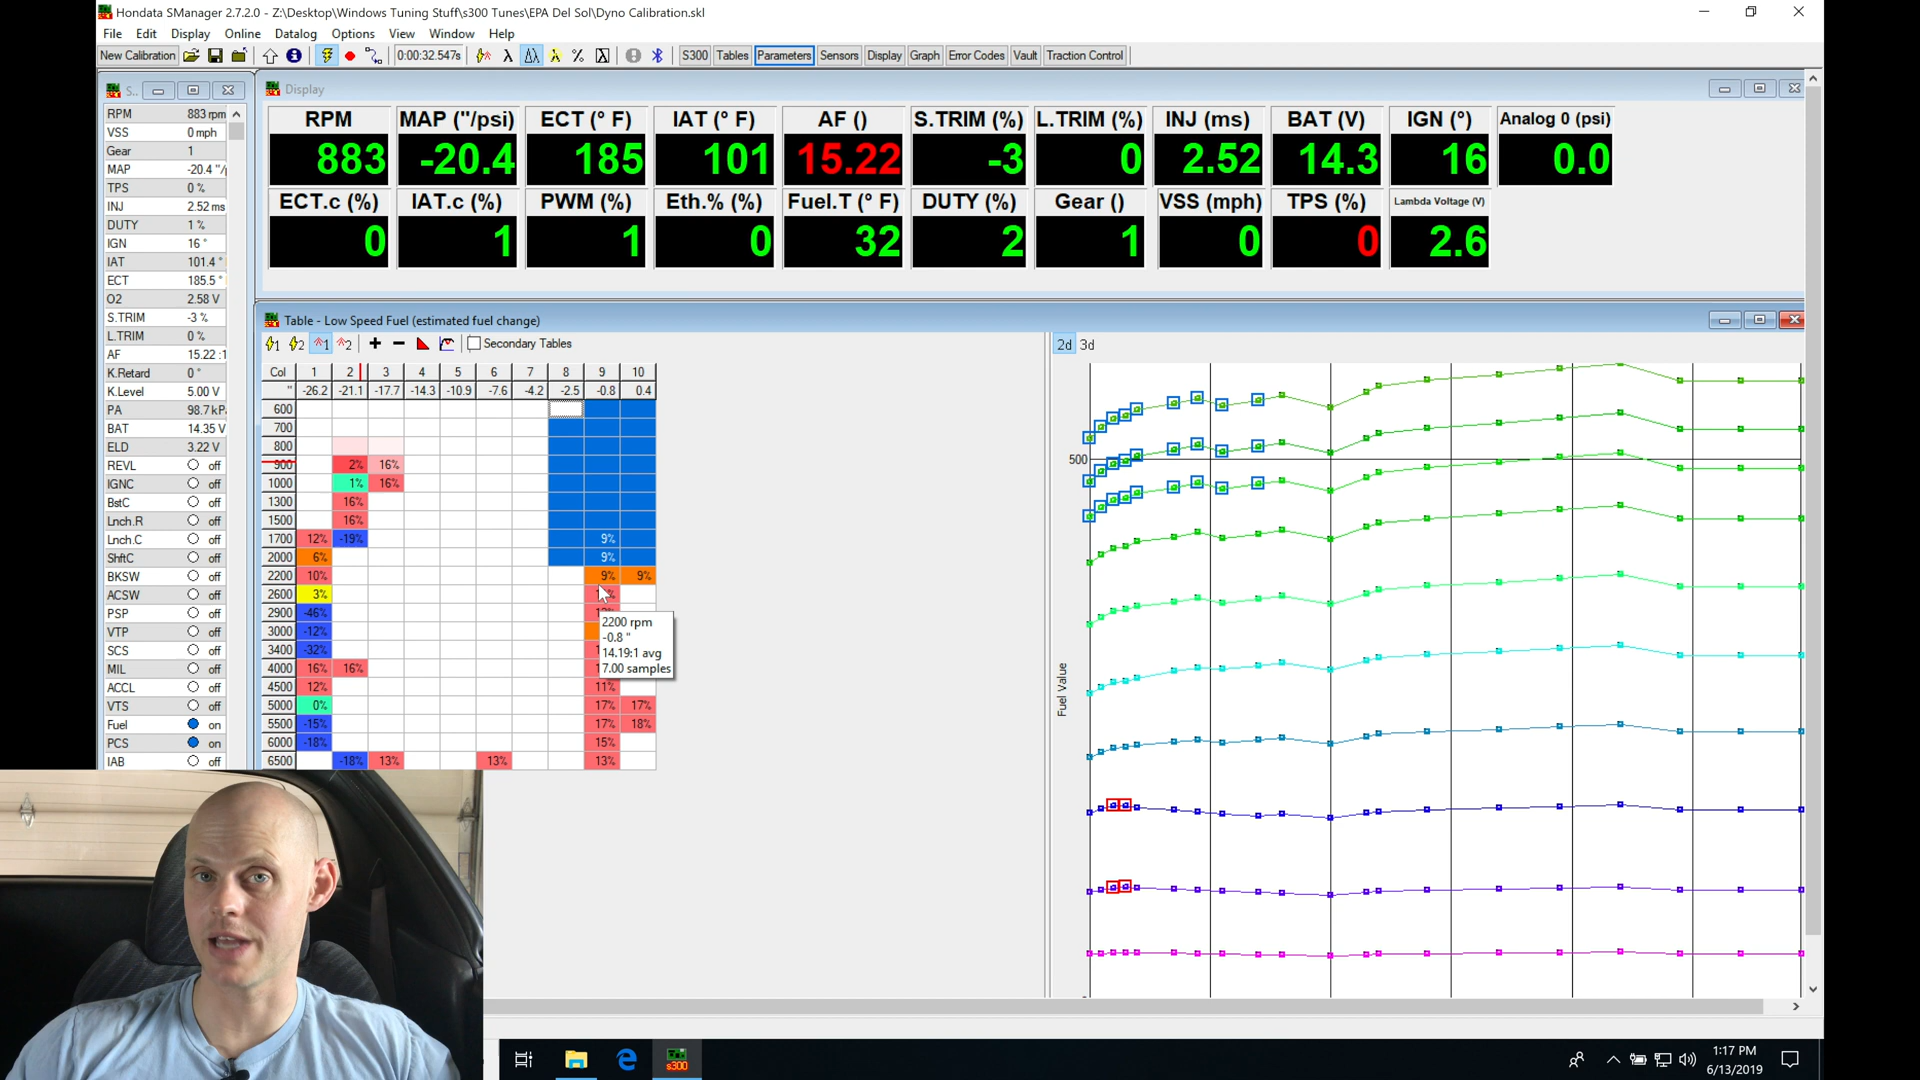 Hondata SManager 2.7.2.0 - Z:\Desktop\Windows Tuning Stuff\s300 Tunes\EPA Del Sol\Dyno Calibration.skl
File Edit Display Online Datalog Options View Window Help
New Calibration 0:00:32.547s S300 Tables Parameters Sensors Display Graph Error Codes Vault Traction Control
S..
RPM 883 rpm
VSS 0 mph
Gear 1
MAP -20.4 "/
TPS 0 %
INJ 2.52 ms
DUTY 1 %
IGN 16 °
IAT 101.4 °
ECT 185.5 °
O2 2.58 V
S.TRIM -3 %
L.TRIM 0 %
AF 15.22 :1
K.Retard 0 °
K.Level 5.00 V
PA 98.7 kP
BAT 14.35 V
ELD 3.22 V
REVL off
IGNC off
BstC off
Lnch.R off
Lnch.C off
ShftC off
BKSW off
ACSW off
PSP off
VTP off
SCS off
MIL off
ACCL off
VTS off
Fuel on
PCS on
IAB off
Display
RPM MAP ("/psi) ECT (° F) IAT (° F) AF () S.TRIM (%) L.TRIM (%) INJ (ms) BAT (V) IGN (°) Analog 0 (psi)
883 -20.4 185 101 15.22 -3 0 2.52 14.3 16 0.0
ECT.c (%) IAT.c (%) PWM (%) Eth.% (%) Fuel.T (° F) DUTY (%) Gear () VSS (mph) TPS (%) Lambda Voltage (V)
0 1 1 0 32 2 1 0 0 2.6
Table - Low Speed Fuel (estimated fuel change)
1 2 1 2 Secondary Tables
Col 1 2 3 4 5 6 7 8 9 10
" -26.2 -21.1 -17.7 -14.3 -10.9 -7.6 -4.2 -2.5 -0.8 0.4
600
700
800
900 2% 16%
1000 1% 16%
1300 16%
1500 16%
1700 12% -19% 9%
2000 6% 9%
2200 10% 9% 9%
2600 3%
2900 -46%
3000 -12%
3400 -32%
4000 16% 16%
4500 12% 11%
5000 0% 17% 17%
5500 -15% 17% 18%
6000 -18% 15%
6500 -18% 13% 13% 13%
2200 rpm
-0.8 "
14.19:1 avg
7.00 samples
2d 3d
500
Fuel Value
s300
1:17 PM
6/13/2019